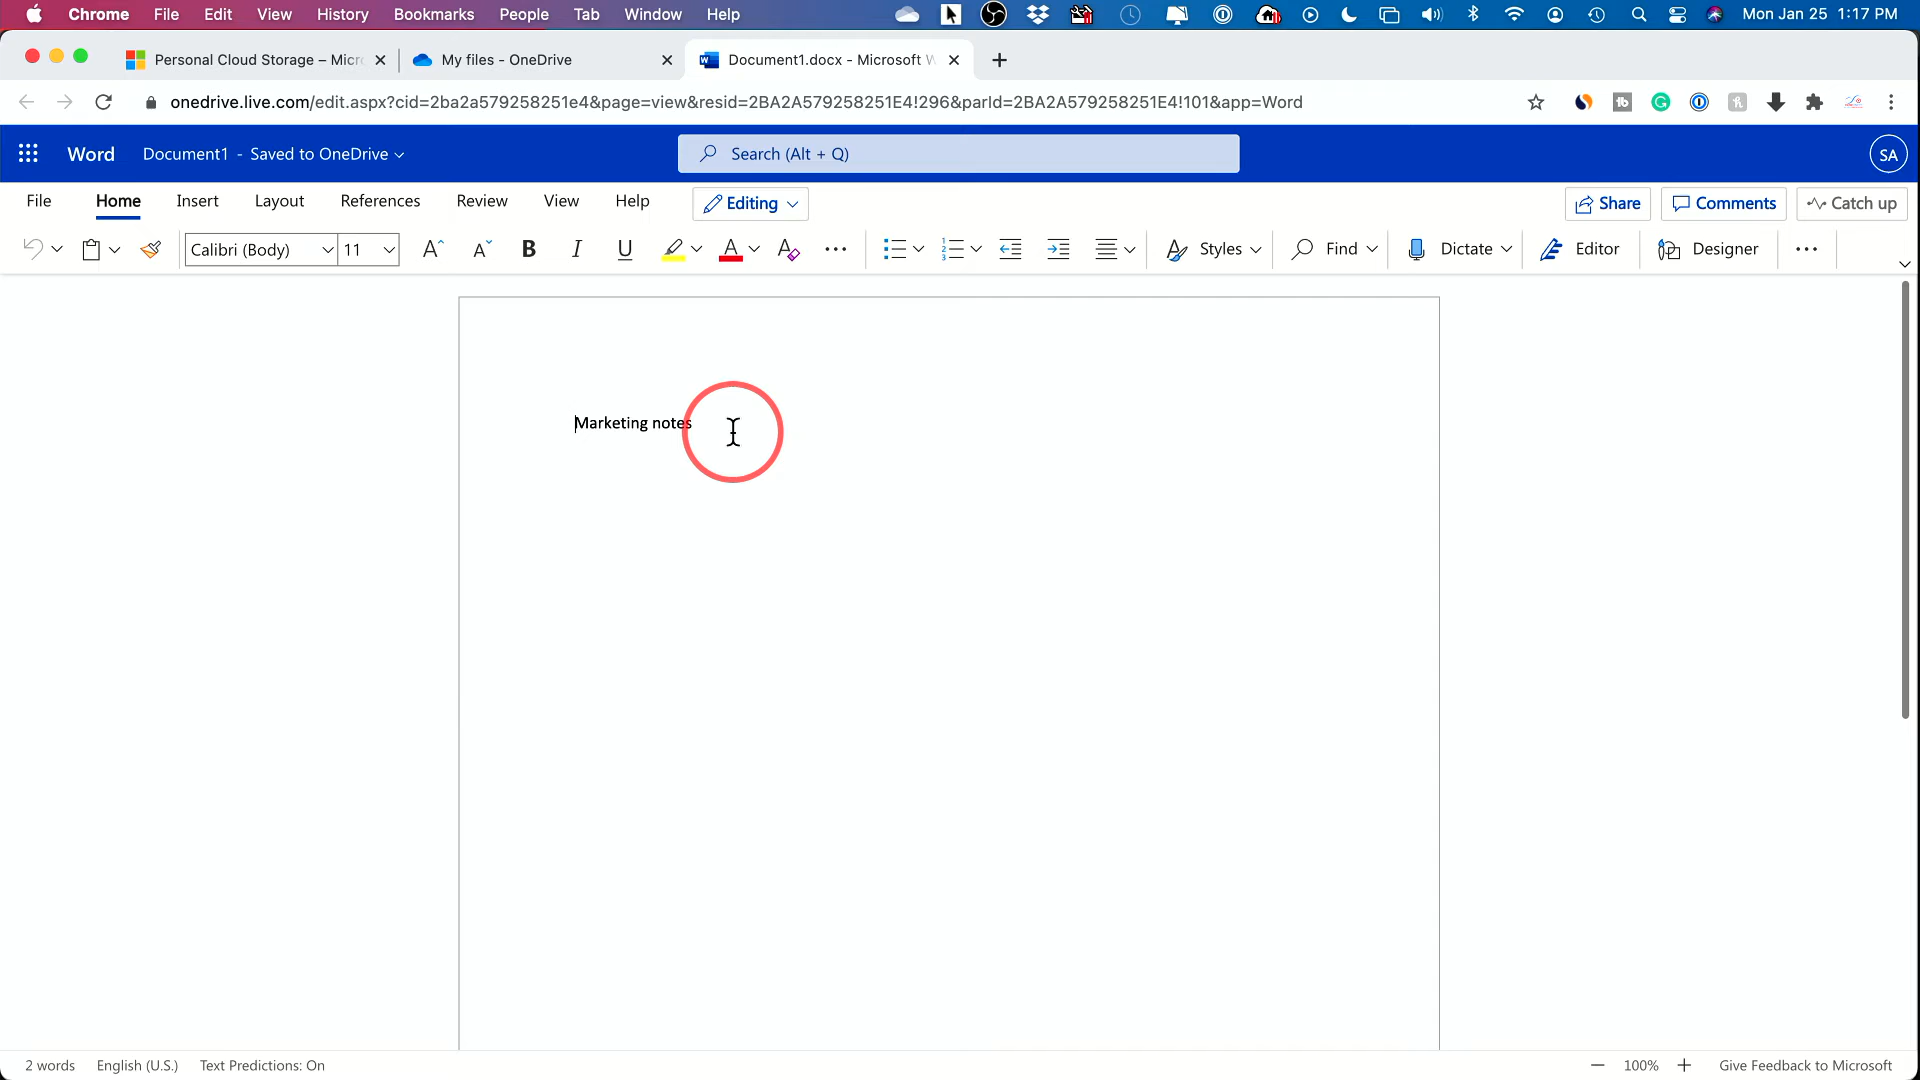 Chrome File Edit View History Bookmarks People Tab Window Help Mon Jan 25 1:17 PM
Personal Cloud Storage – Micr My files - OneDrive Document1.docx - Microsoft W
onedrive.live.com/edit.aspx?cid=2ba2a579258251e4&page=view&resid=2BA2A579258251E4!296&parId=2BA2A579258251E4!101&app=Word
Word Document1 - Saved to OneDrive Search (Alt + Q) SA
File Home Insert Layout References Review View Help Editing Share Comments Catch up
Calibri (Body) 11 A A B I U A A Styles Find Dictate Editor Designer
Marketing notes
2 words English (U.S.) Text Predictions: On 100% Give Feedback to Microsoft